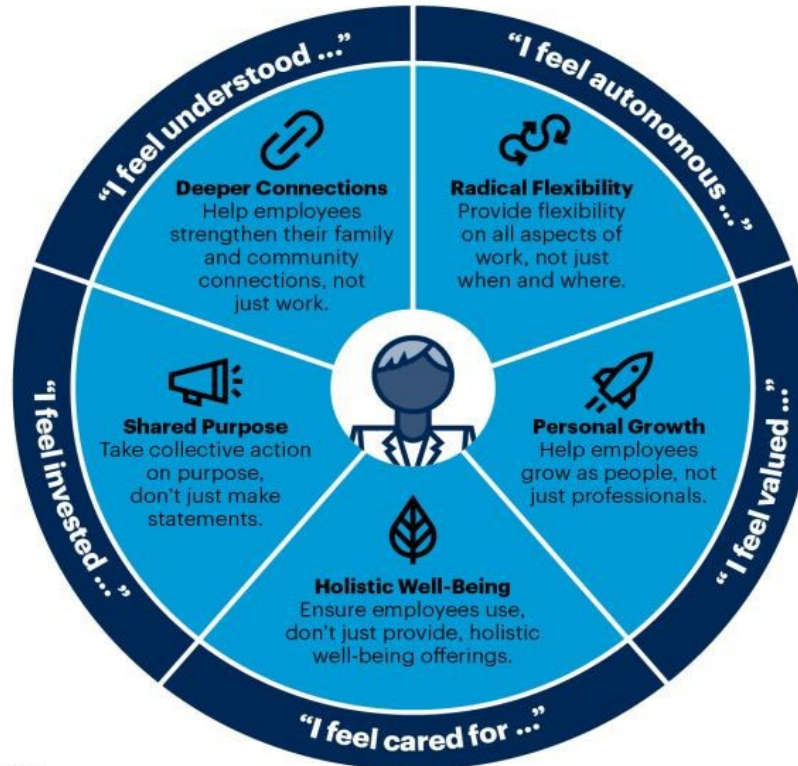 “I feel understood ...”
Deeper Connections
Help employees
strengthen their family
and community
connections, not
just work.
“I feel autonomous ...”
Radical Flexibility
Provide flexibility
on all aspects of
work, not just
when and where.
“I feel valued ...”
Personal Growth
Help employees
grow as people, not
just professionals.
“I feel cared for ...”
Holistic Well-Being
Ensure employees use,
don’t just provide, holistic
well-being offerings.
“I feel invested ...”
Shared Purpose
Take collective action
on purpose,
don’t just make
statements.